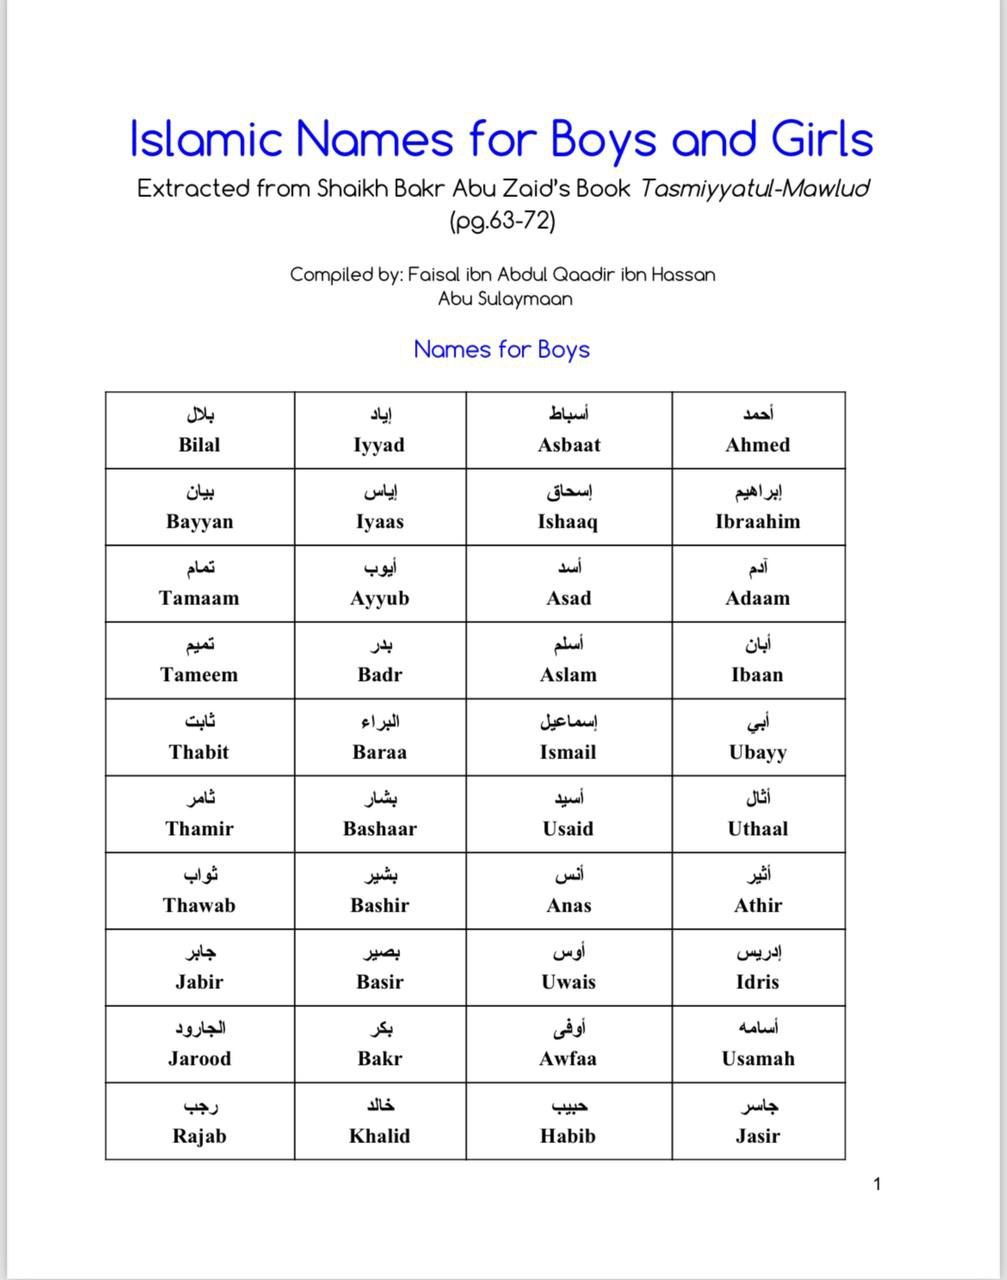 Islamic Names for Boys and Girls
Extracted from Shaikh Bakr Abu Zaid's Book Tasmiyyatul-Mawlud
(pg.63-72)
Compiled by: Faisal ibn Abdul Qaadir ibn Hassan
Abu Sulaymaan
Names for Boys
بلال إياد أسباط أحمد
Bilal Iyyad Asbaat Ahmed
بيان إياس إسحاق إبراهيم
Bayyan Iyaas Ishaaq Ibraahim
تمام أيوب أسد آدم
Tamaam Ayyub Asad Adaam
تميم بدر أسلم أبان
Tameem Badr Aslam Ibaan
ثابت البراء إسماعيل أبي
Thabit Baraa Ismail Ubayy
ثامر بشار أسيد أثال
Thamir Bashaar Usaid Uthaal
ثواب بشير أنس أثير
Thawab Bashir Anas Athir
جابر بصير أوس إدريس
Jabir Basir Uwais Idris
الجارود بكر أوفى أسامه
Jarood Bakr Awfaa Usamah
رجب خالد حبيب جاسر
Rajab Khalid Habib Jasir
1